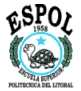 ESPOL
1958
ESCUELA SUPERIOR
POLITECNICA DEL LITORAL